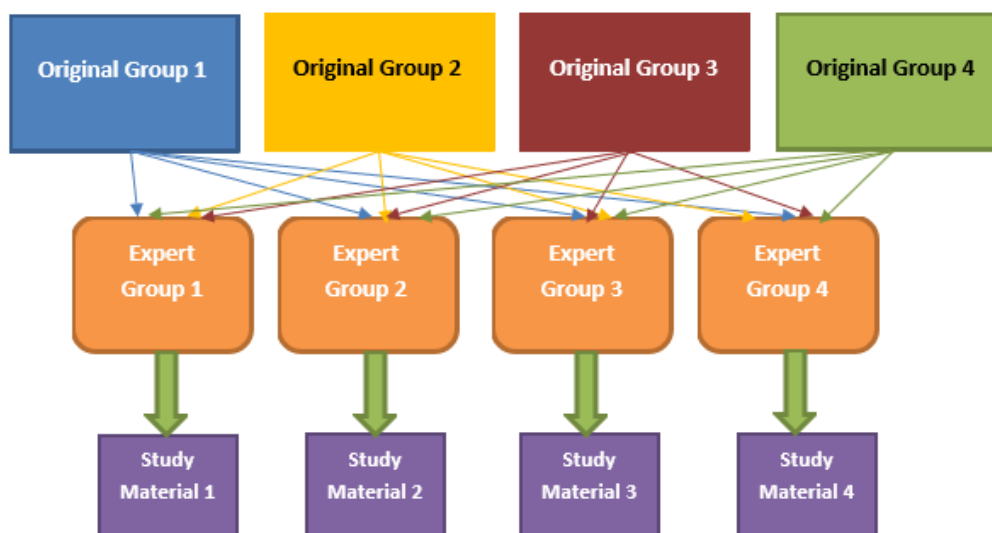 Original Group 1
Original Group 2
Original Group 3
Original Group 4
Expert
Group 1
Expert
Group 2
Expert
Group 3
Expert
Group 4
Study
Material 1
Study
Material 2
Study
Material 3
Study
Material 4